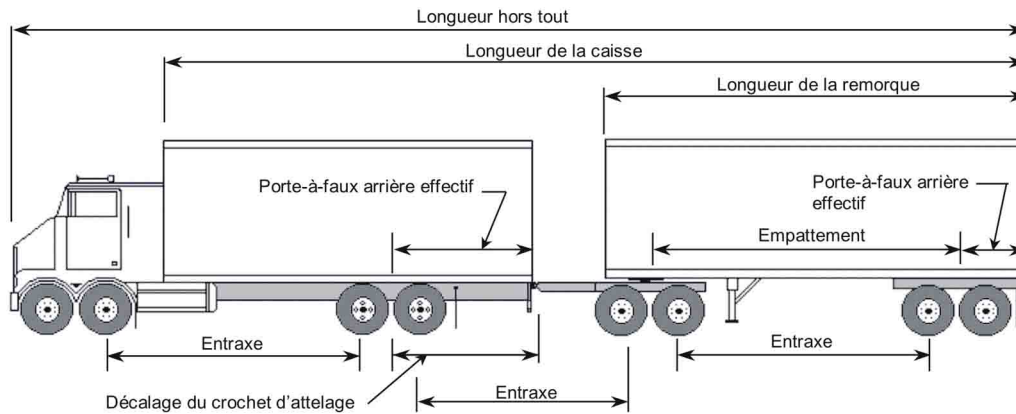 Longueur hors tout
Longueur de la caisse
Longueur de la remorque
Porte-à-faux arrière effectif
Porte-à-faux arrière
effectif
Empattement
Entraxe
Entraxe
Entraxe
Décalage du crochet d'attelage